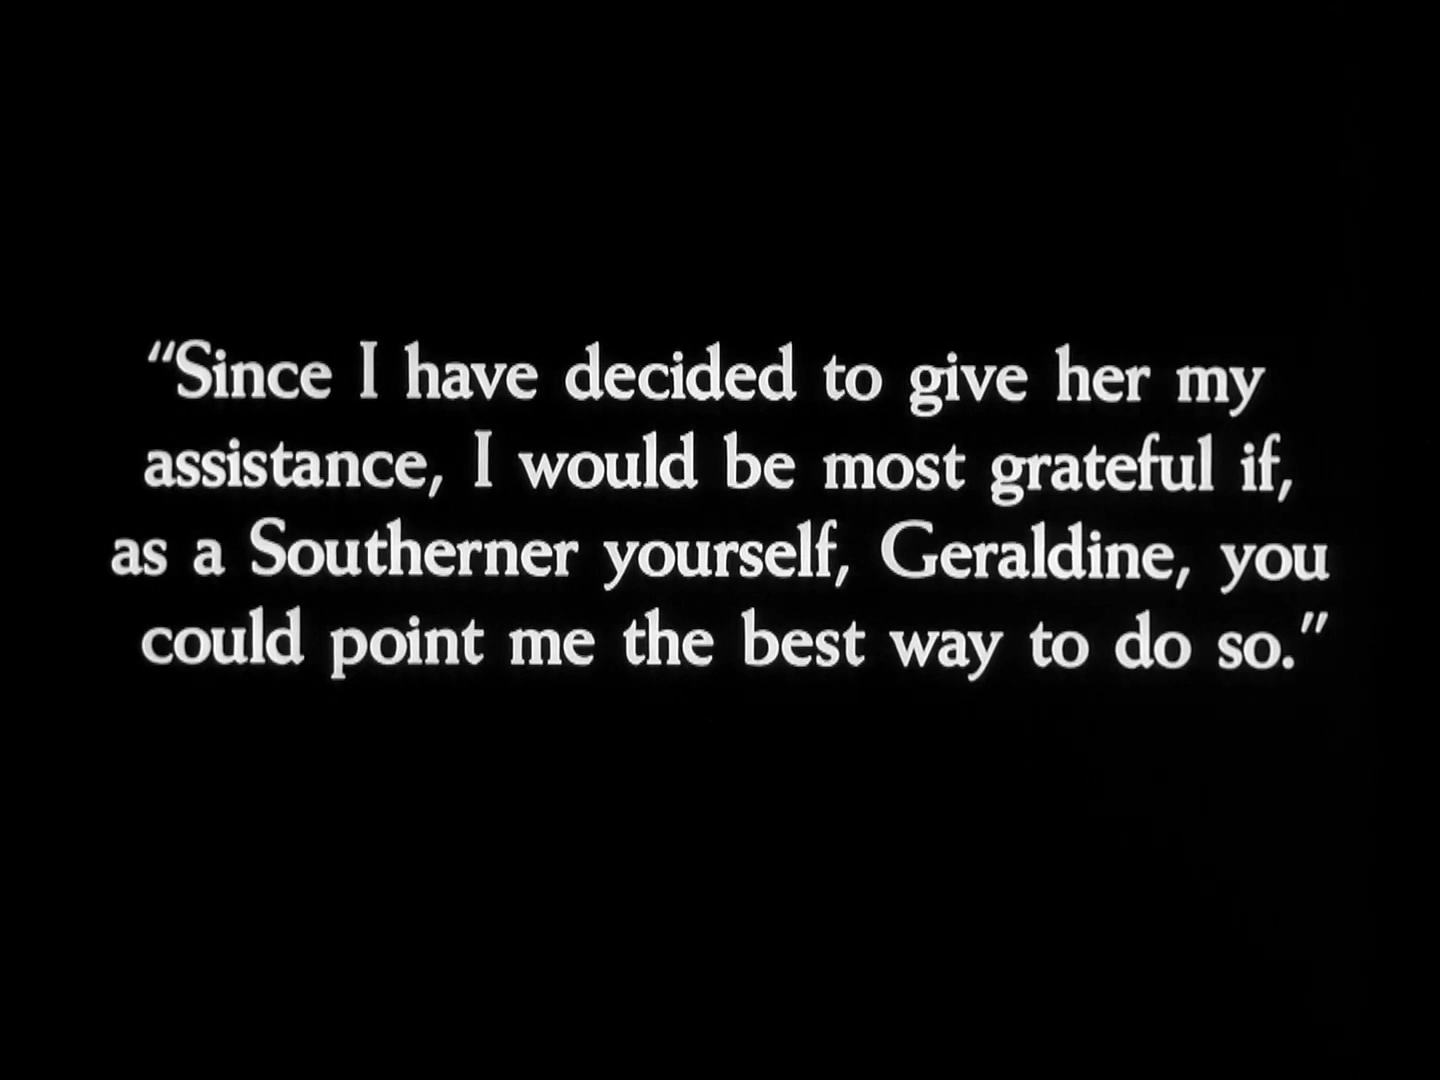 “Since I have decided to give her my
assistance, I would be most grateful if,
as a Southerner yourself, Geraldine, you
could point me the best way to do so.”